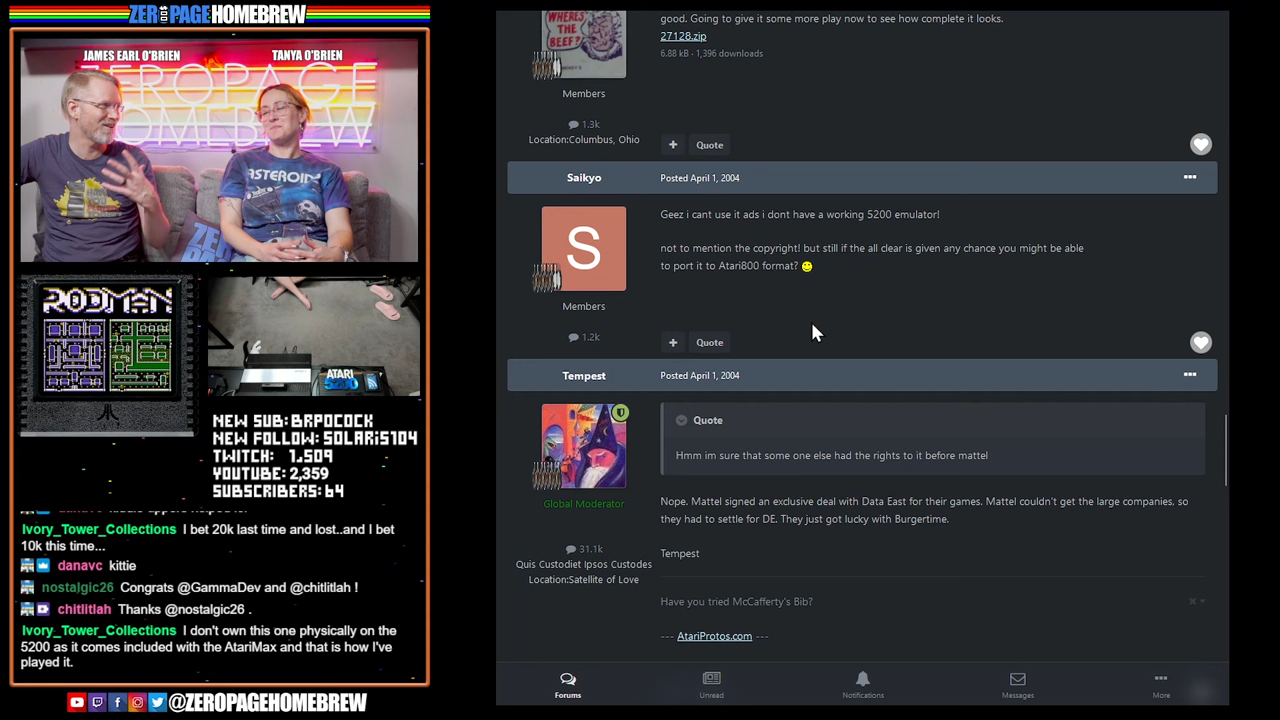 ZERO PAGE HOMEBREW
JAMES EARL O'BRIEN
TANYA O'BRIEN
ZEROPAGE
HOMEBREW
ASTEROIDS
RODMAN
ATARI
5200
NEW SUB: BRPOCOCK
NEW FOLLOW: SOLARIS104
TWITCH: 1,509
YOUTUBE: 2,359
SUBSCRIBERS: 64
Ivory_Tower_Collections I bet 20k last time and lost..and I bet
10k this time...
danavc kittie
nostalgic26 Congrats @GammaDev and @chitlitlah !
chitlitlah Thanks @nostalgic26 .
Ivory_Tower_Collections I don't own this one physically on the
5200 as it comes included with the AtariMax and that is how I've
played it.
@ZEROPAGEHOMEBREW
WHERE'S
THE
BEEF?
good. Going to give it some more play now to see how complete it looks.
27128.zip
6.88 kB · 1,396 downloads
Members
1.3k
Location:Columbus, Ohio
+ Quote
Saikyo
Posted April 1, 2004
S
Geez i cant use it ads i dont have a working 5200 emulator!
not to mention the copyright! but still if the all clear is given any chance you might be able
to port it to Atari800 format?
Members
1.2k
+ Quote
Tempest
Posted April 1, 2004
Quote
Hmm im sure that some one else had the rights to it before mattel
Global Moderator
Nope. Mattel signed an exclusive deal with Data East for their games. Mattel couldn't get the large companies, so
they had to settle for DE. They just got lucky with Burgertime.
31.1k
Quis Custodiet Ipsos Custodes
Location:Satellite of Love
Tempest
Have you tried McCafferty's Bib?
--- AtariProtos.com ---
Forums
Unread
Notifications
Messages
More